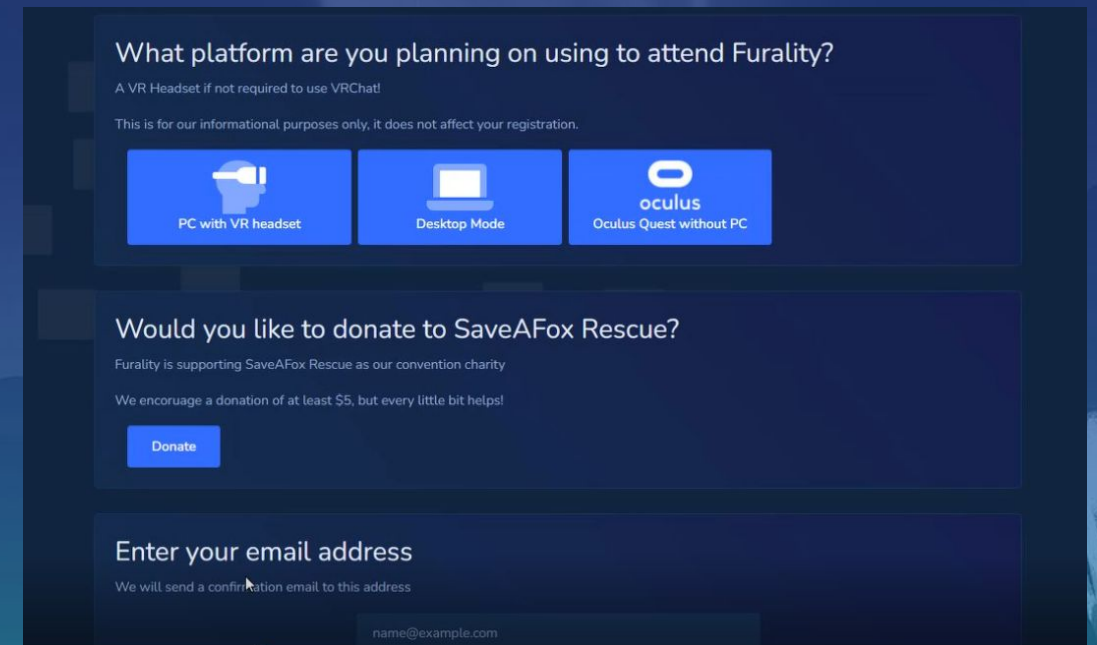 What platform are you planning on using to attend Furality?
A VR Headset if not required to use VRChat!
This is for our informational purposes only, it does not affect your registration.
PC with VR headset
Desktop Mode
oculus
Oculus Quest without PC
Would you like to donate to SaveAFox Rescue?
Furality is supporting SaveAFox Rescue as our convention charity
We encoruage a donation of at least $5, but every little bit helps!
Donate
Enter your email address
We will send a confirmation email to this address
name@example.com